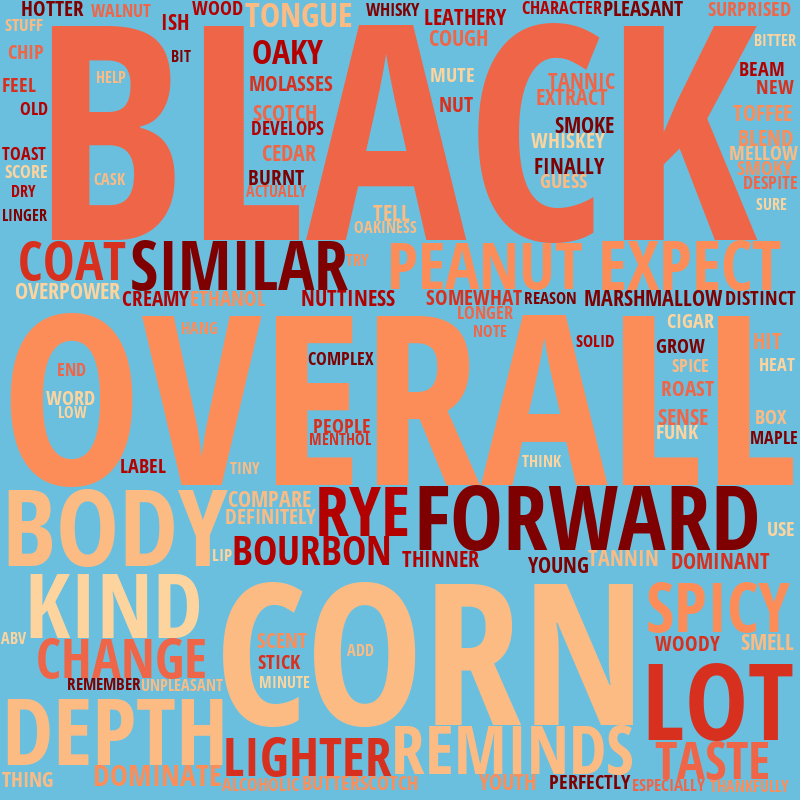 HOTTER WALNUT ISH WOOD TONGUE WHISKY LEATHERY CHARACTER PLEASANT SURPRISED
STUFF COUGH BITTER
CHIP BIT OAKY
FEEL HELP MOLASSES MUTE TANNIC BEAM NEW
OLD SCOTCH NUT EXTRACT TOFFEE
BLACK
DEVELOPS SMOKE BLEND
TOAST CEDAR WHISKEY MELLOW
SCORE CASK BURNT FINALLY SMOKY
DRY ACTUALLY GUESS DESPITE
LINGER TELL SURE
OAKINESS
COAT SIMILAR TRY PEANUT EXPECT
OVERPOWER CREAMY ETHANOL NUTTINESS SOMEWHAT REASON MARSHMALLOW DISTINCT
LONGER CIGAR
HANG NOTE SOLID GROW HIT
END COMPLEX SPICE HEAT
WORD ROAST
LOW SENSE BOX
OVERALL
PEOPLE FUNK
MENTHOL MAPLE
LABEL TINY THINK
BODY COMPARE RYE FORWARD
DEFINITELY USE
LIP BOURBON THINNER YOUNG TANNIN DOMINANT
KIND CORN SPICY
ABV CHANGE SCENT ADD WOODY SMELL
STICK
REMEMBER UNPLEASANT MINUTE
DEPTH LIGHTER REMINDS LOT
TASTE
THING DOMINATE ALCOHOLIC BUTTERSCOTCH YOUTH PERFECTLY ESPECIALLY THANKFULLY